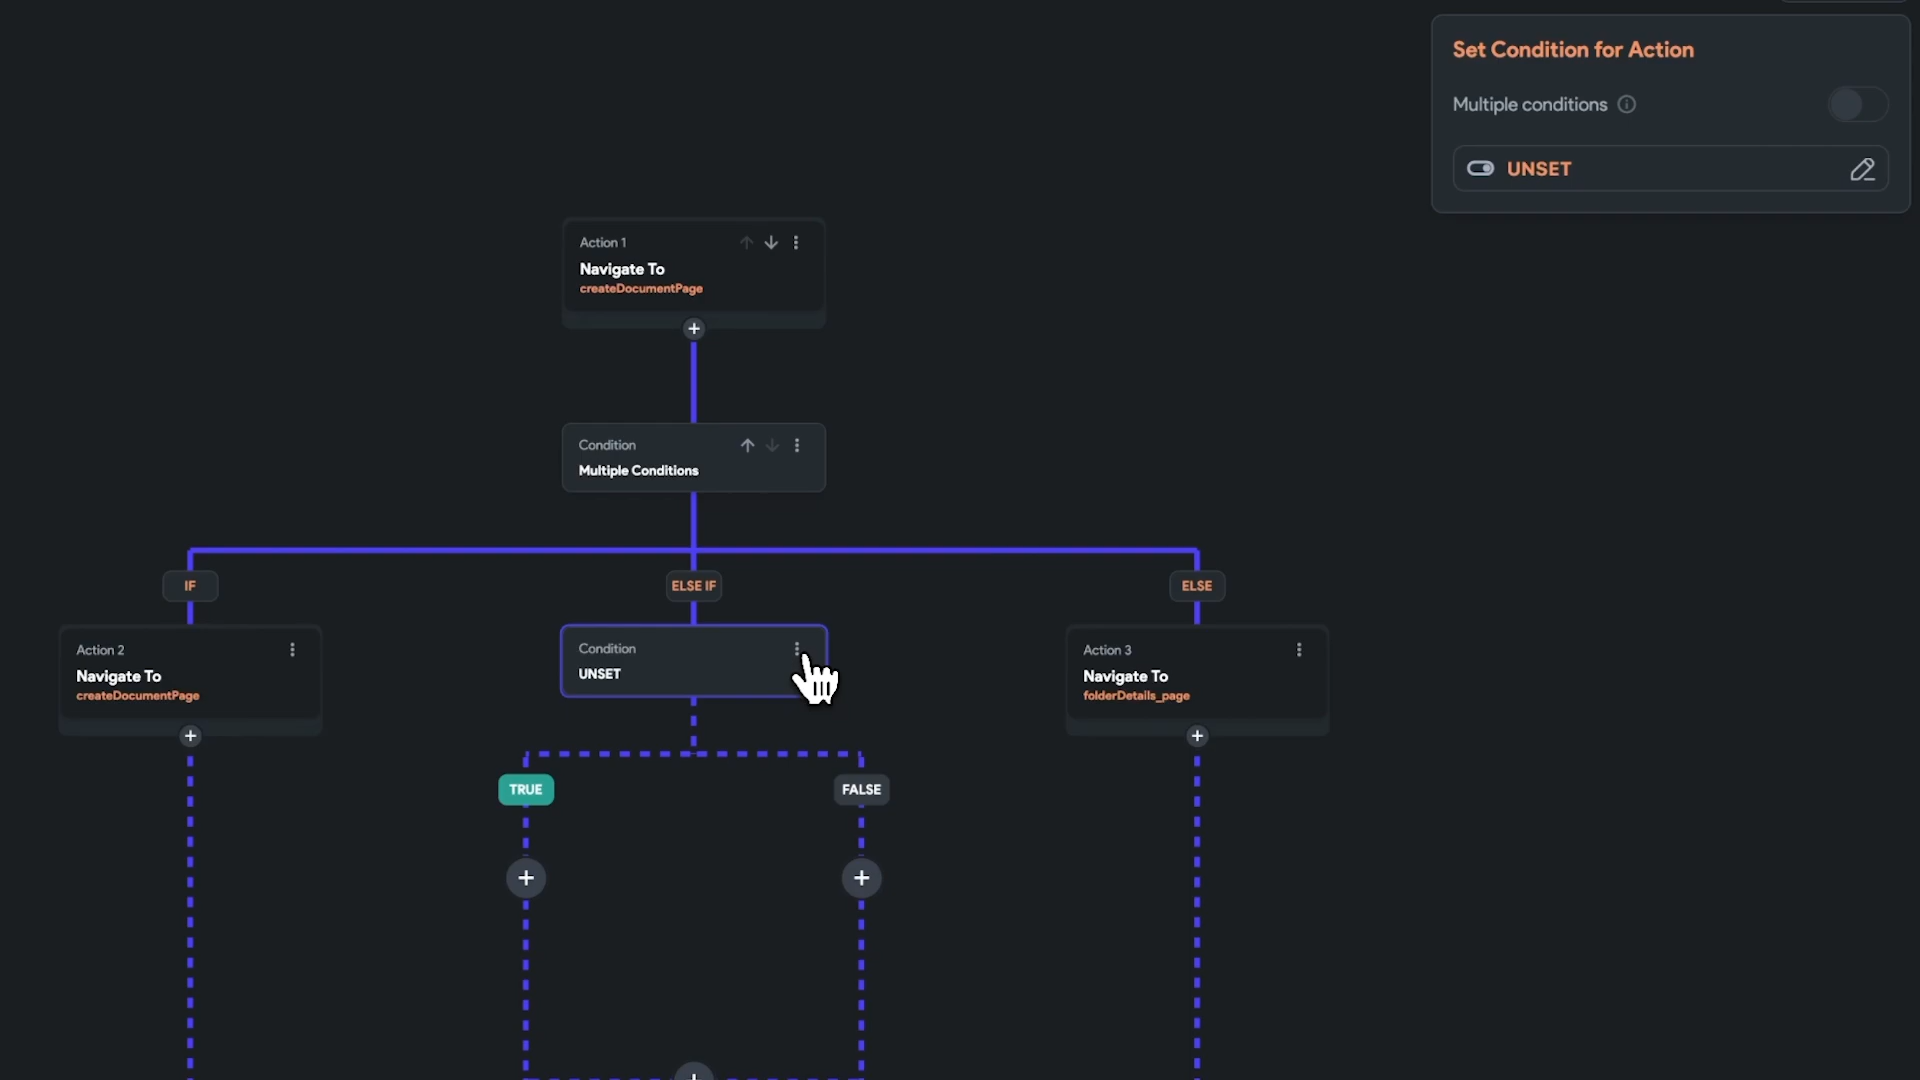 Set Condition for Action
Multiple conditions
UNSET
Action 1
Navigate To
createDocumentPage
Condition
Multiple Conditions
IF
ELSE IF
ELSE
Action 2
Navigate To
createDocumentPage
Condition
UNSET
Action 3
Navigate To
folderDetails_page
TRUE
FALSE